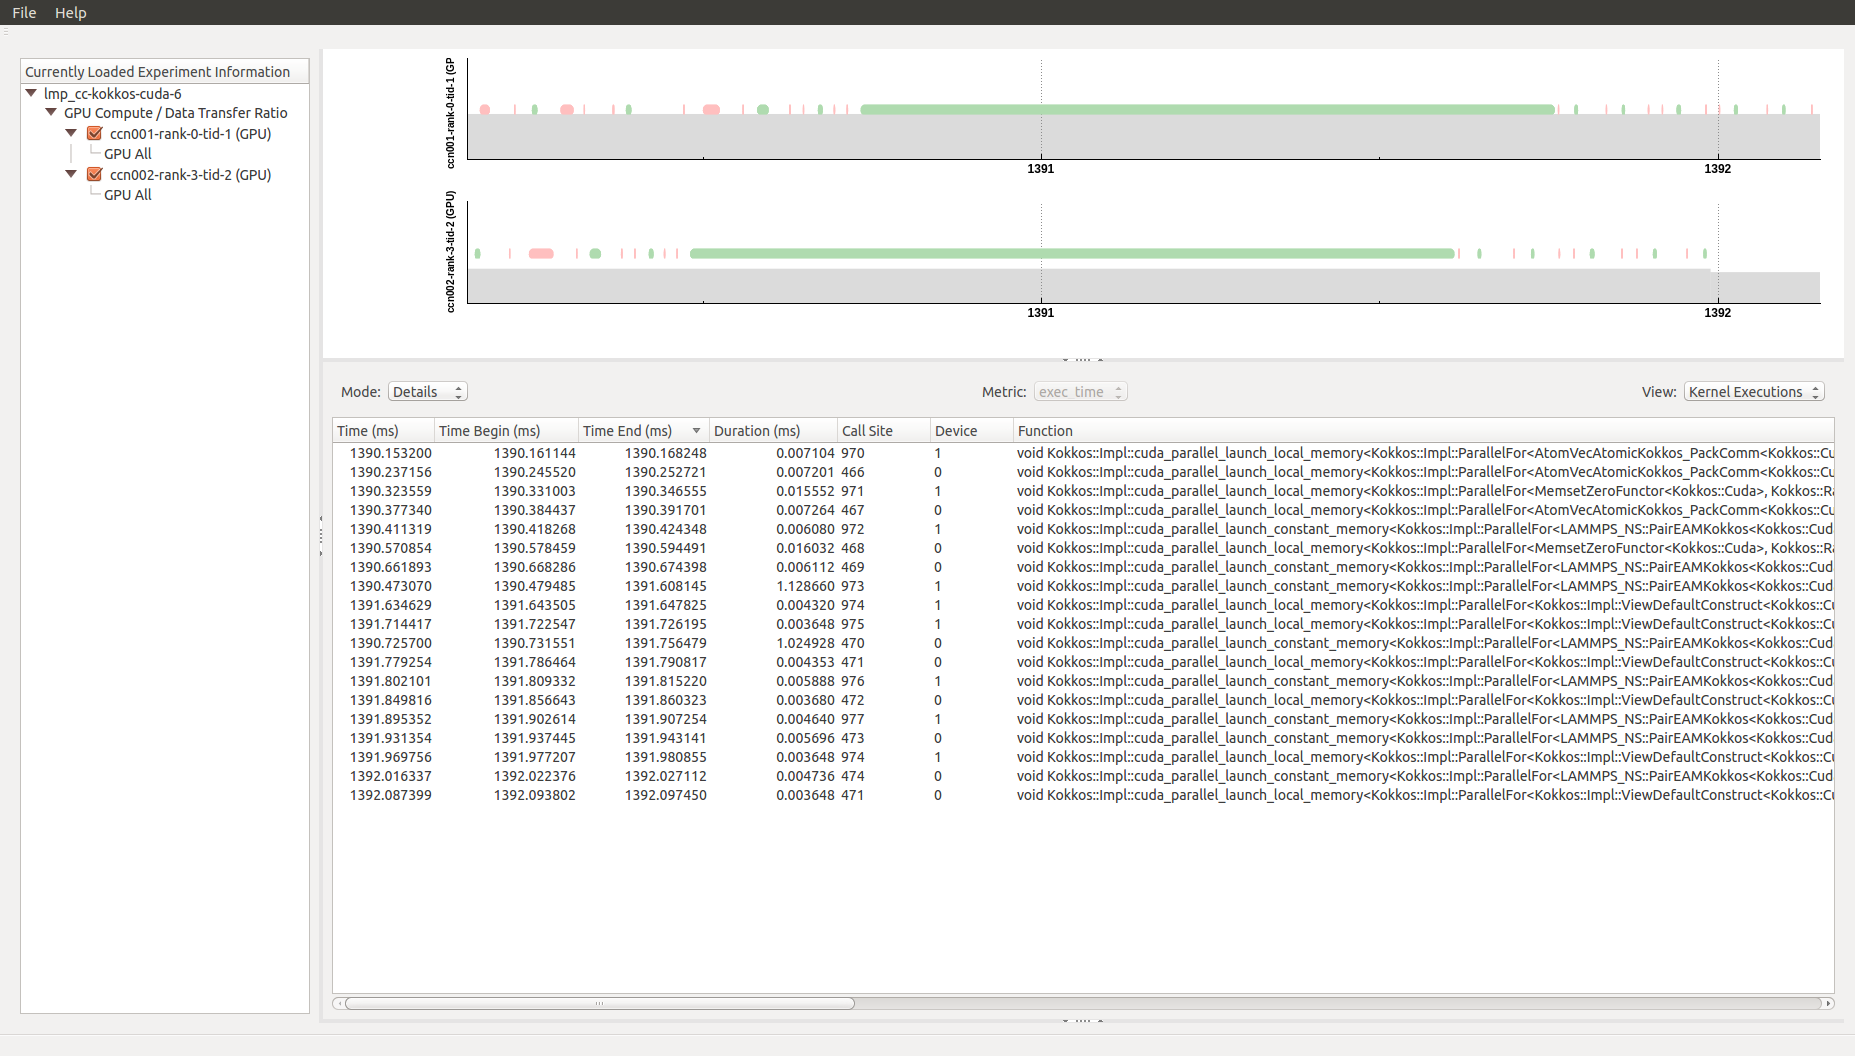 File Help
Currently Loaded Experiment Information
lmp_cc-kokkos-cuda-6
GPU Compute / Data Transfer Ratio
ccn001-rank-0-tid-1 (GPU)
GPU All
ccn002-rank-3-tid-2 (GPU)
GPU All
ccn001-rank-0-tid-1 (GP
1391 1392
ccn002-rank-3-tid-2 (GPU)
1391 1392
Mode: Details Metric: exec_time View: Kernel Executions
Time (ms) Time Begin (ms) Time End (ms) Duration (ms) Call Site Device Function
1390.153200 1390.161144 1390.168248 0.007104 970 1 void Kokkos::Impl::cuda_parallel_launch_local_memory<Kokkos::Impl::ParallelFor<AtomVecAtomicKokkos_PackComm<Kokkos::Cu
1390.237156 1390.245520 1390.252721 0.007201 466 0 void Kokkos::Impl::cuda_parallel_launch_local_memory<Kokkos::Impl::ParallelFor<AtomVecAtomicKokkos_PackComm<Kokkos::Cu
1390.323559 1390.331003 1390.346555 0.015552 971 1 void Kokkos::Impl::cuda_parallel_launch_local_memory<Kokkos::Impl::ParallelFor<MemsetZeroFunctor<Kokkos::Cuda>, Kokkos::Ra
1390.377340 1390.384437 1390.391701 0.007264 467 0 void Kokkos::Impl::cuda_parallel_launch_local_memory<Kokkos::Impl::ParallelFor<AtomVecAtomicKokkos_PackComm<Kokkos::Cu
1390.411319 1390.418268 1390.424348 0.006080 972 1 void Kokkos::Impl::cuda_parallel_launch_constant_memory<Kokkos::Impl::ParallelFor<LAMMPS_NS::PairEAMKokkos<Kokkos::Cud
1390.570854 1390.578459 1390.594491 0.016032 468 0 void Kokkos::Impl::cuda_parallel_launch_local_memory<Kokkos::Impl::ParallelFor<MemsetZeroFunctor<Kokkos::Cuda>, Kokkos::Ra
1390.661893 1390.668286 1390.674398 0.006112 469 0 void Kokkos::Impl::cuda_parallel_launch_constant_memory<Kokkos::Impl::ParallelFor<LAMMPS_NS::PairEAMKokkos<Kokkos::Cud
1390.473070 1390.479485 1391.608145 1.128660 973 1 void Kokkos::Impl::cuda_parallel_launch_constant_memory<Kokkos::Impl::ParallelFor<LAMMPS_NS::PairEAMKokkos<Kokkos::Cud
1391.634629 1391.643505 1391.647825 0.004320 974 1 void Kokkos::Impl::cuda_parallel_launch_local_memory<Kokkos::Impl::ParallelFor<Kokkos::Impl::ViewDefaultConstruct<Kokkos::Cu
1391.714417 1391.722547 1391.726195 0.003648 975 1 void Kokkos::Impl::cuda_parallel_launch_local_memory<Kokkos::Impl::ParallelFor<Kokkos::Impl::ViewDefaultConstruct<Kokkos::Cu
1390.725700 1390.731551 1391.756479 1.024928 470 0 void Kokkos::Impl::cuda_parallel_launch_constant_memory<Kokkos::Impl::ParallelFor<LAMMPS_NS::PairEAMKokkos<Kokkos::Cud
1391.779254 1391.786464 1391.790817 0.004353 471 0 void Kokkos::Impl::cuda_parallel_launch_local_memory<Kokkos::Impl::ParallelFor<Kokkos::Impl::ViewDefaultConstruct<Kokkos::Cu
1391.802101 1391.809332 1391.815220 0.005888 976 1 void Kokkos::Impl::cuda_parallel_launch_constant_memory<Kokkos::Impl::ParallelFor<LAMMPS_NS::PairEAMKokkos<Kokkos::Cud
1391.849816 1391.856643 1391.860323 0.003680 472 0 void Kokkos::Impl::cuda_parallel_launch_local_memory<Kokkos::Impl::ParallelFor<Kokkos::Impl::ViewDefaultConstruct<Kokkos::Cu
1391.895352 1391.902614 1391.907254 0.004640 977 1 void Kokkos::Impl::cuda_parallel_launch_constant_memory<Kokkos::Impl::ParallelFor<LAMMPS_NS::PairEAMKokkos<Kokkos::Cud
1391.931354 1391.937445 1391.943141 0.005696 473 0 void Kokkos::Impl::cuda_parallel_launch_constant_memory<Kokkos::Impl::ParallelFor<LAMMPS_NS::PairEAMKokkos<Kokkos::Cud
1391.969756 1391.977207 1391.980855 0.003648 974 1 void Kokkos::Impl::cuda_parallel_launch_local_memory<Kokkos::Impl::ParallelFor<Kokkos::Impl::ViewDefaultConstruct<Kokkos::Cu
1392.016337 1392.022376 1392.027112 0.004736 474 0 void Kokkos::Impl::cuda_parallel_launch_constant_memory<Kokkos::Impl::ParallelFor<LAMMPS_NS::PairEAMKokkos<Kokkos::Cud
1392.087399 1392.093802 1392.097450 0.003648 471 0 void Kokkos::Impl::cuda_parallel_launch_local_memory<Kokkos::Impl::ParallelFor<Kokkos::Impl::ViewDefaultConstruct<Kokkos::Cu